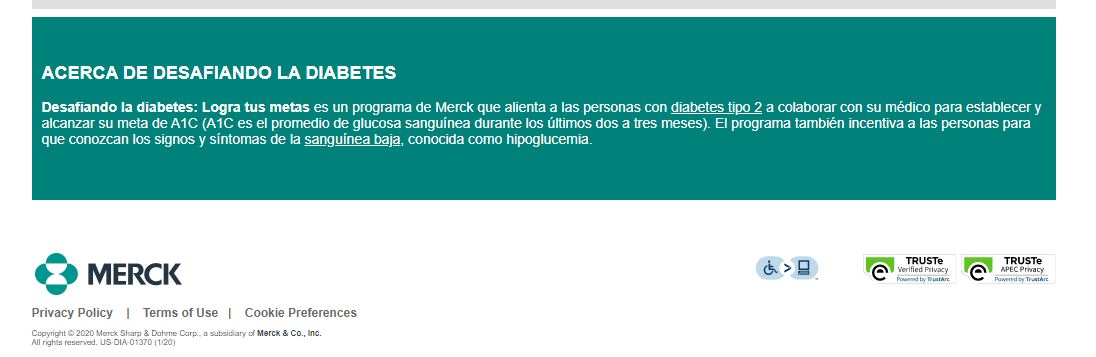 ACERCA DE DESAFIANDO LA DIABETES
Desafiando la diabetes: Logra tus metas es un programa de Merck que alienta a las personas con diabetes tipo 2 a colaborar con su médico para establecer y
alcanzar su meta de A1C (A1C es el promedio de glucosa sanguínea durante los últimos dos a tres meses). El programa también incentiva a las personas para
que conozcan los signos y síntomas de la sanguínea baja, conocida como hipoglucemia.
MERCK
TRUSTe
Verified Privacy
Powered by TrustArc
TRUSTe
APEC Privacy
Powered by TrustArc
Privacy Policy | Terms of Use | Cookie Preferences
Copyright © 2020 Merck Sharp & Dohme Corp., a subsidiary of Merck & Co., Inc.
All rights reserved. US-DIA-01370 (1/20)